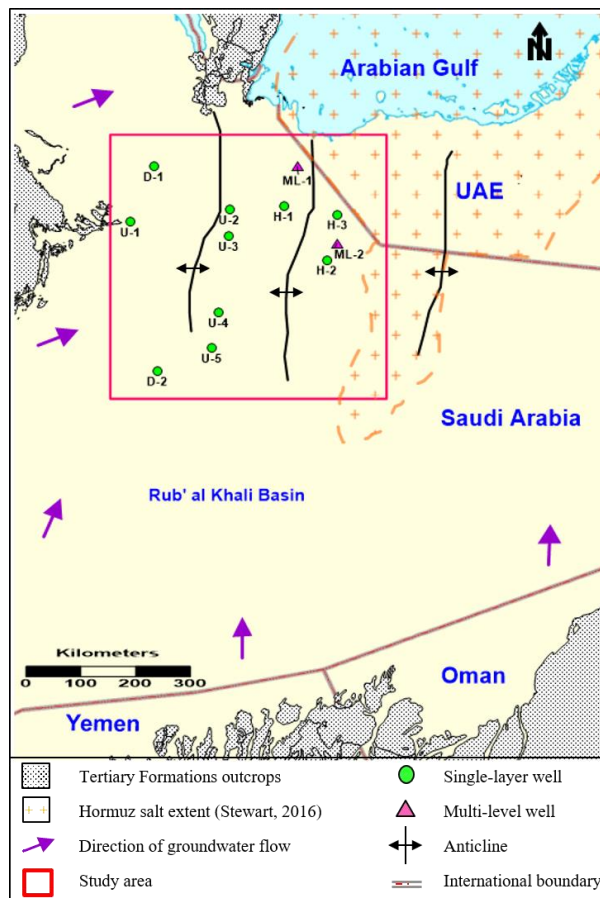 N
Arabian Gulf
D-1
ML-1
UAE
U-1
U-2
H-1
H-3
U-3
ML-2
H-2
U-4
U-5
D-2
Saudi Arabia
Rub' al Khali Basin
Kilometers
0 100 200 300
Oman
Yemen
Tertiary Formations outcrops
Single-layer well
Hormuz salt extent (Stewart, 2016)
Multi-level well
Direction of groundwater flow
Anticline
Study area
International boundary